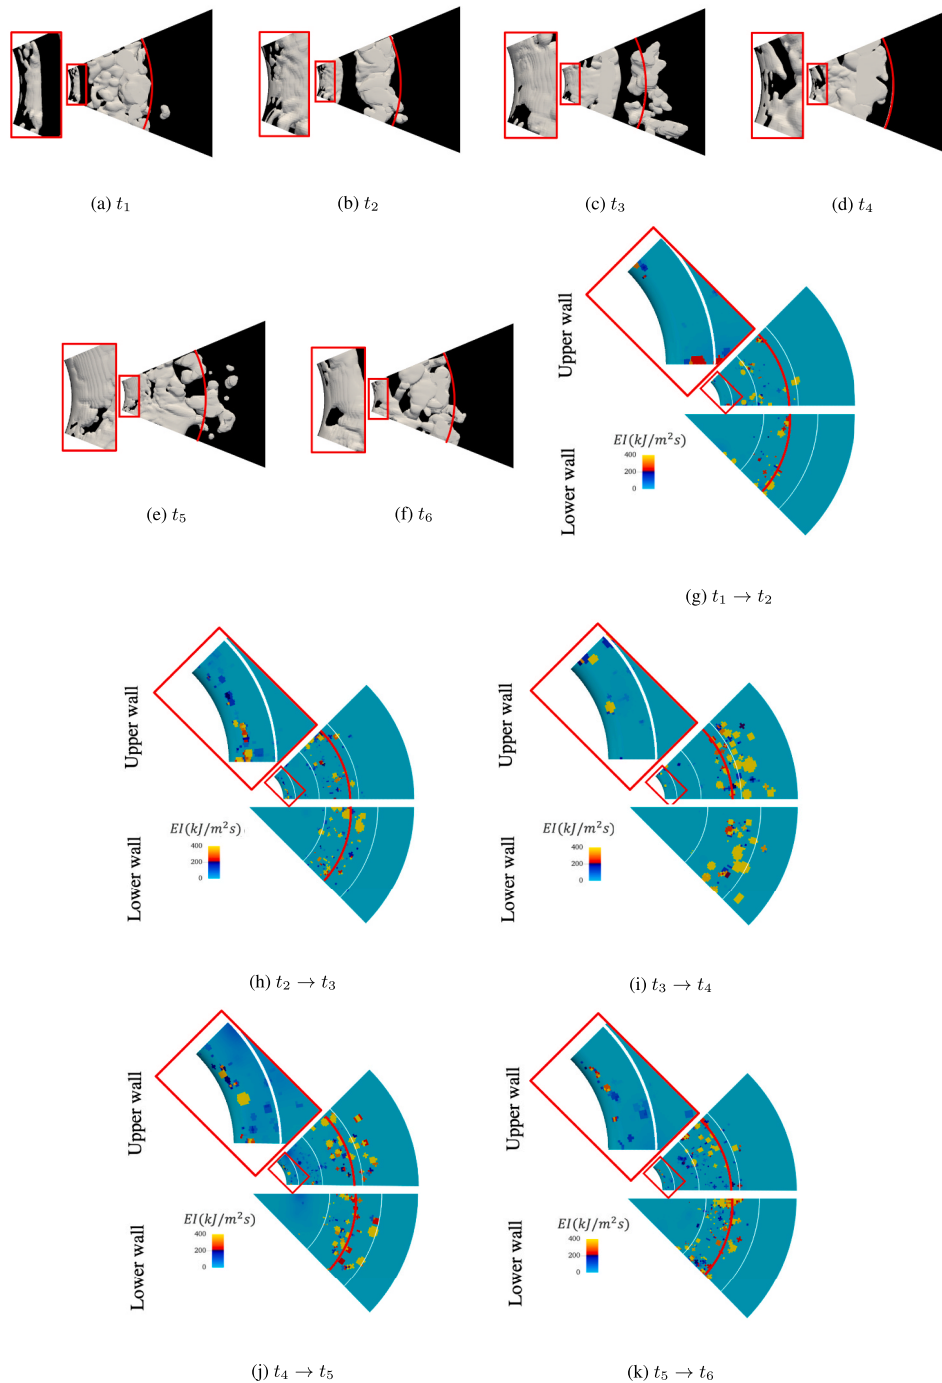 (a) t₁
(b) t₂
(c) t₃
(d) t₄
(e) t₅
(f) t₆
Upper wall
EI(kJ/m²s)
400
200
0
Lower wall
(g) t₁ → t₂
Upper wall
EI(kJ/m²s)
400
200
0
Lower wall
(h) t₂ → t₃
Upper wall
EI(kJ/m²s)
400
200
0
Lower wall
(i) t₃ → t₄
Upper wall
EI(kJ/m²s)
400
200
0
Lower wall
(j) t₄ → t₅
Upper wall
EI(kJ/m²s)
400
200
0
Lower wall
(k) t₅ → t₆